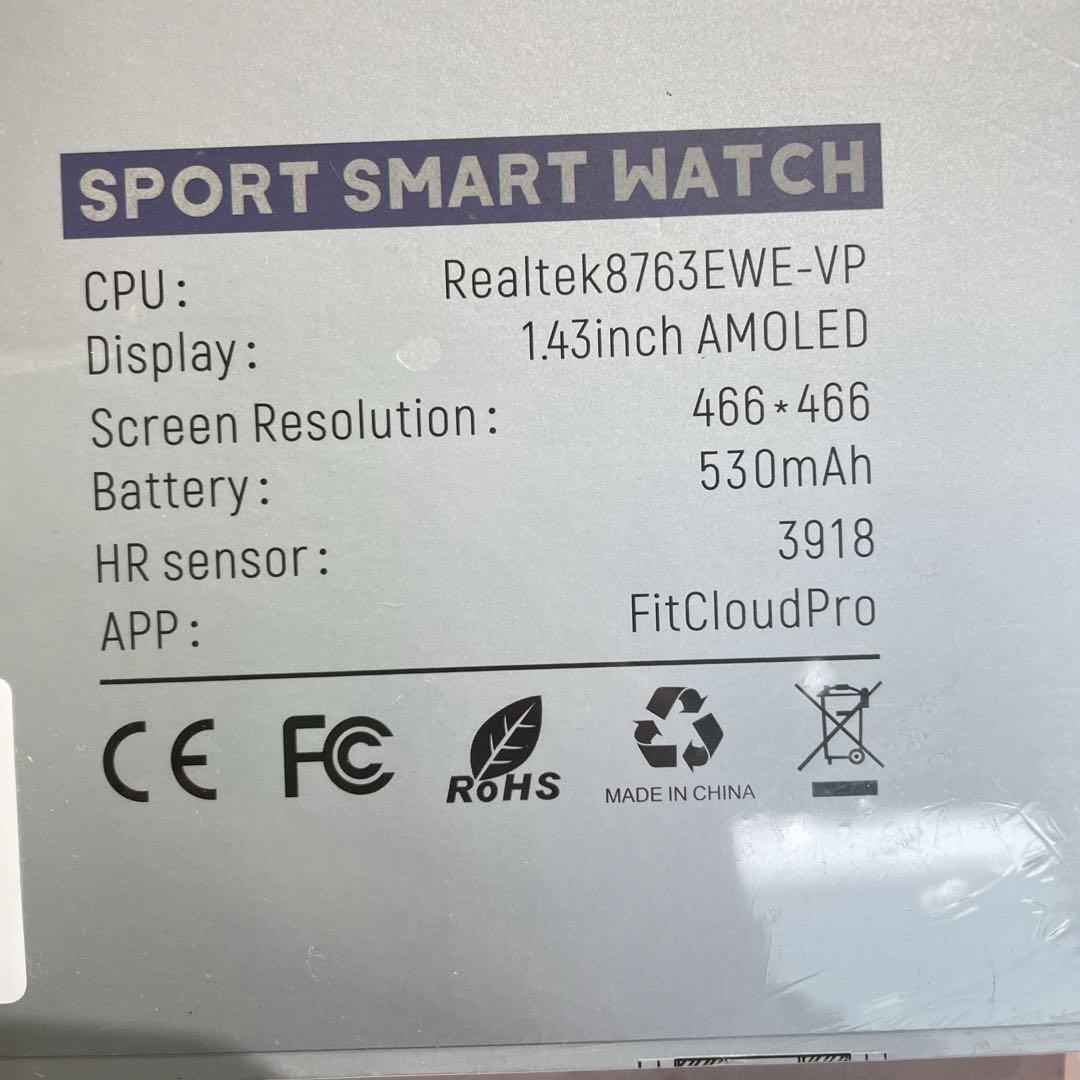 SPORT SMART WATCH
CPU: Realtek8763EWE-VP
Display: 1.43inch AMOLED
Screen Resolution: 466*466
Battery: 530mAh
HR sensor: 3918
APP: FitCloudPro
CE FC RoHS
MADE IN CHINA